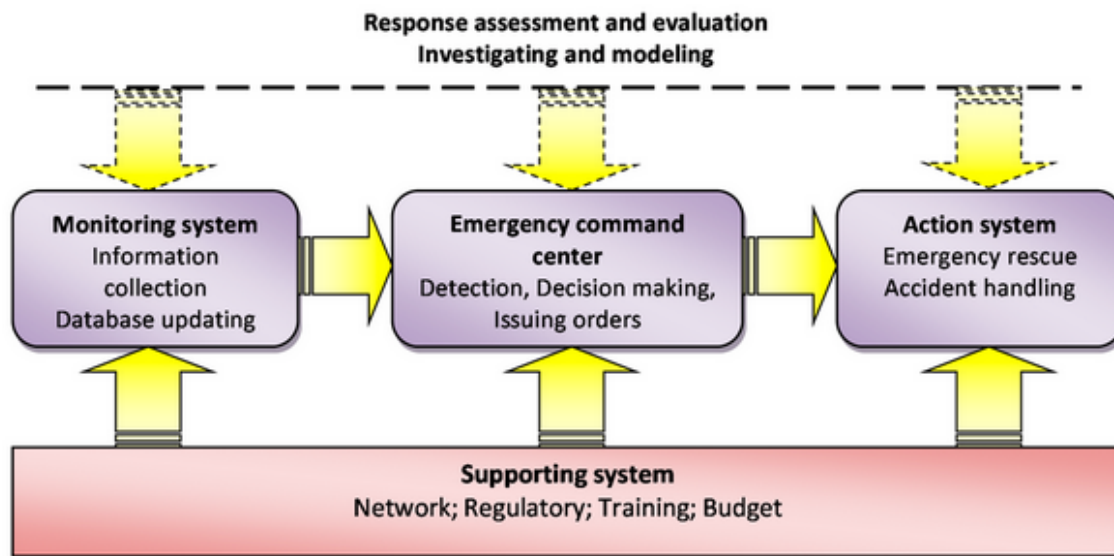 Response assessment and evaluation
Investigating and modeling
Monitoring system
Information
collection
Database updating
Emergency command
center
Detection, Decision making,
Issuing orders
Action system
Emergency rescue
Accident handling
Supporting system
Network; Regulatory; Training; Budget